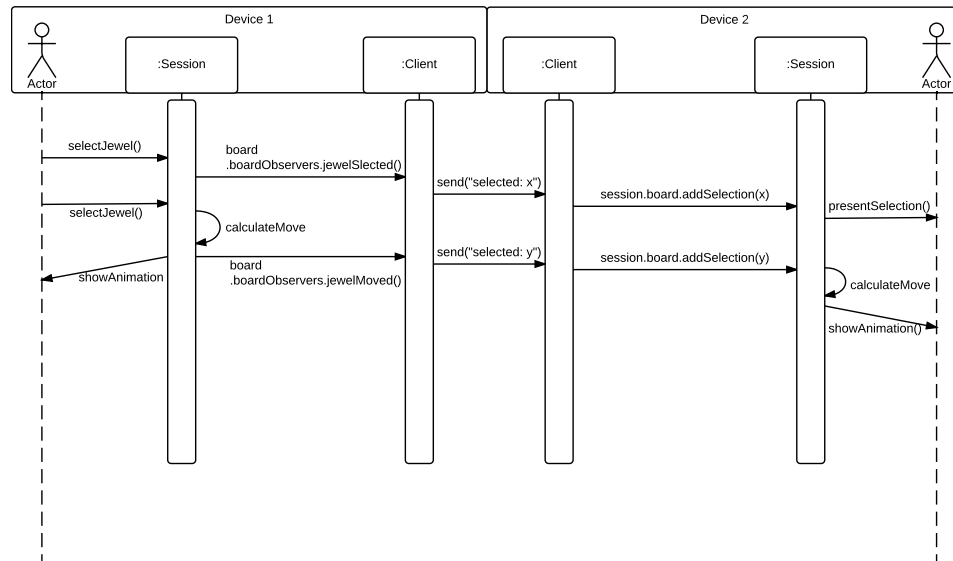 Device 1
Device 2
:Session
:Client
:Client
:Session
Actor
Actor
selectJewel()
board
.boardObservers.jewelSlected()
send("selected: x")
session.board.addSelection(x)
presentSelection()
selectJewel()
calculateMove
send("selected: y")
session.board.addSelection(y)
showAnimation
board
.boardObservers.jewelMoved()
calculateMove
showAnimation()